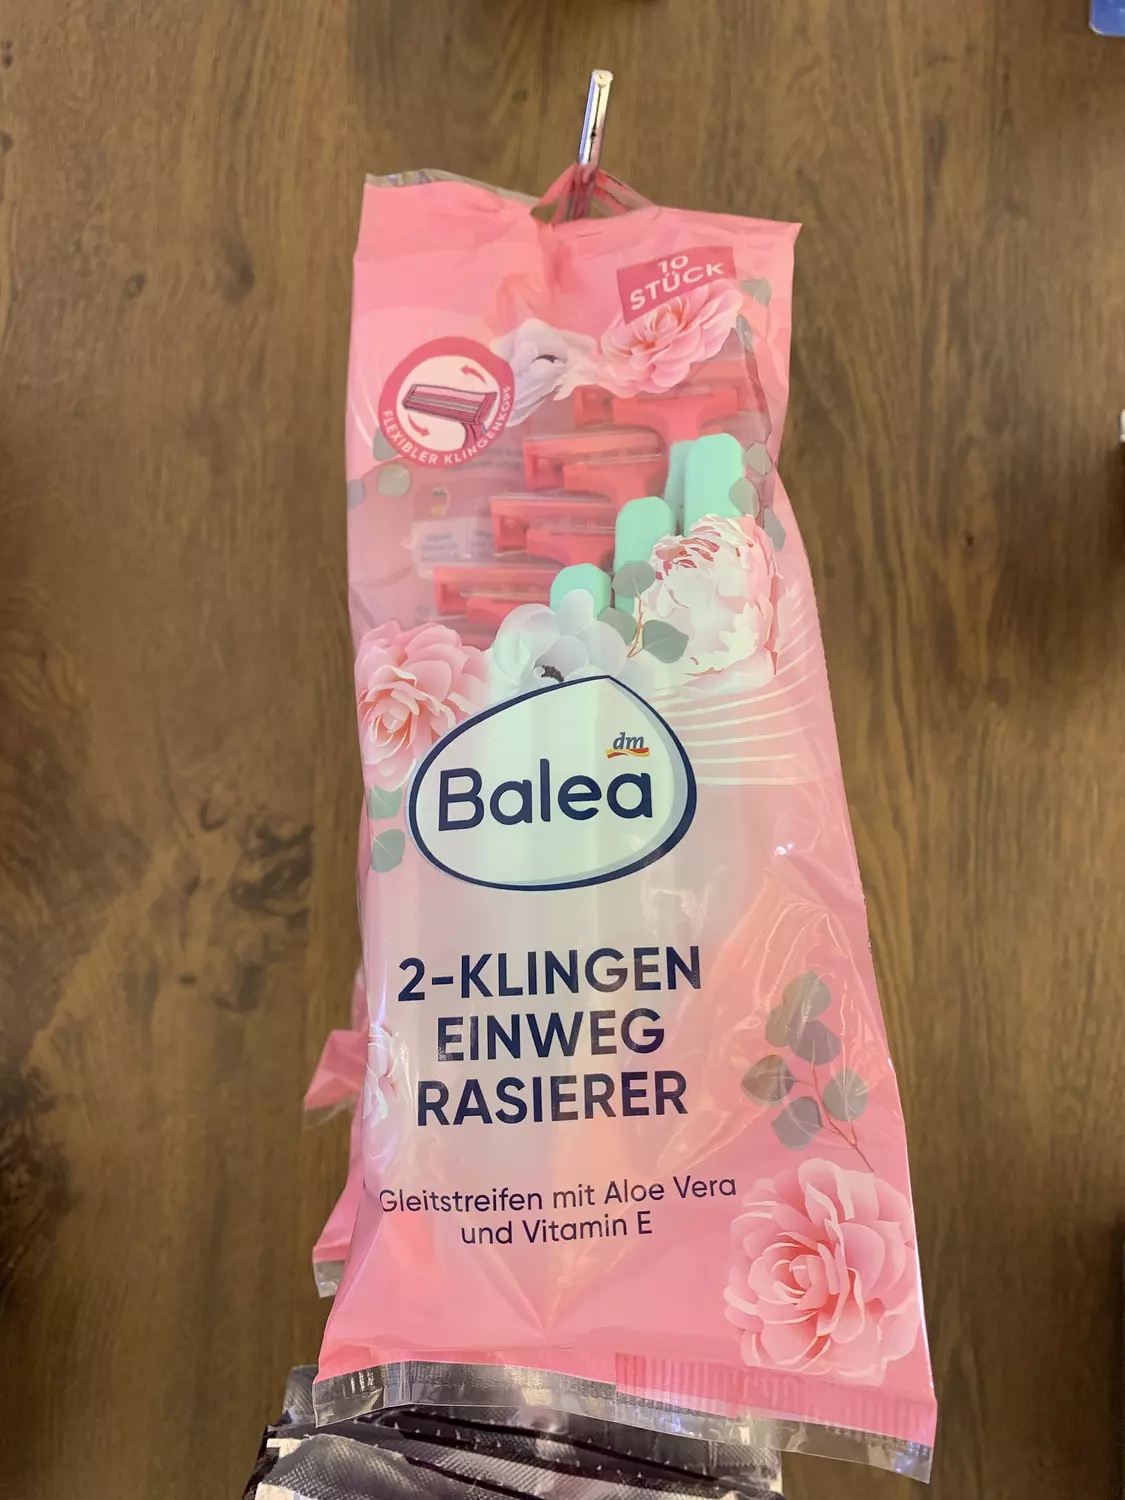 10
STÜCK
FLEXIBLER KLINGENKOPF
dm
Balea
2-KLINGEN
EINWEG
RASIERER
Gleitstreifen mit Aloe Vera
und Vitamin E